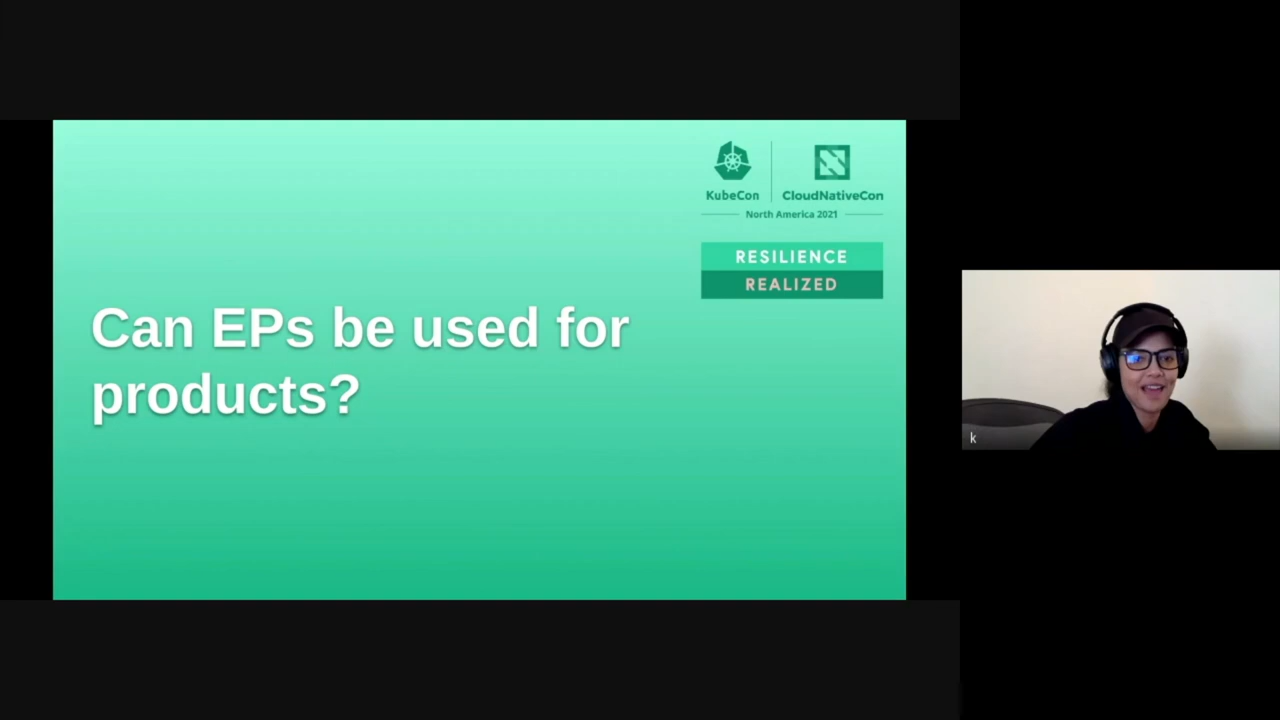 KubeCon
CloudNativeCon
North America 2021
RESILIENCE
REALIZED
Can EPs be used for
products?
k